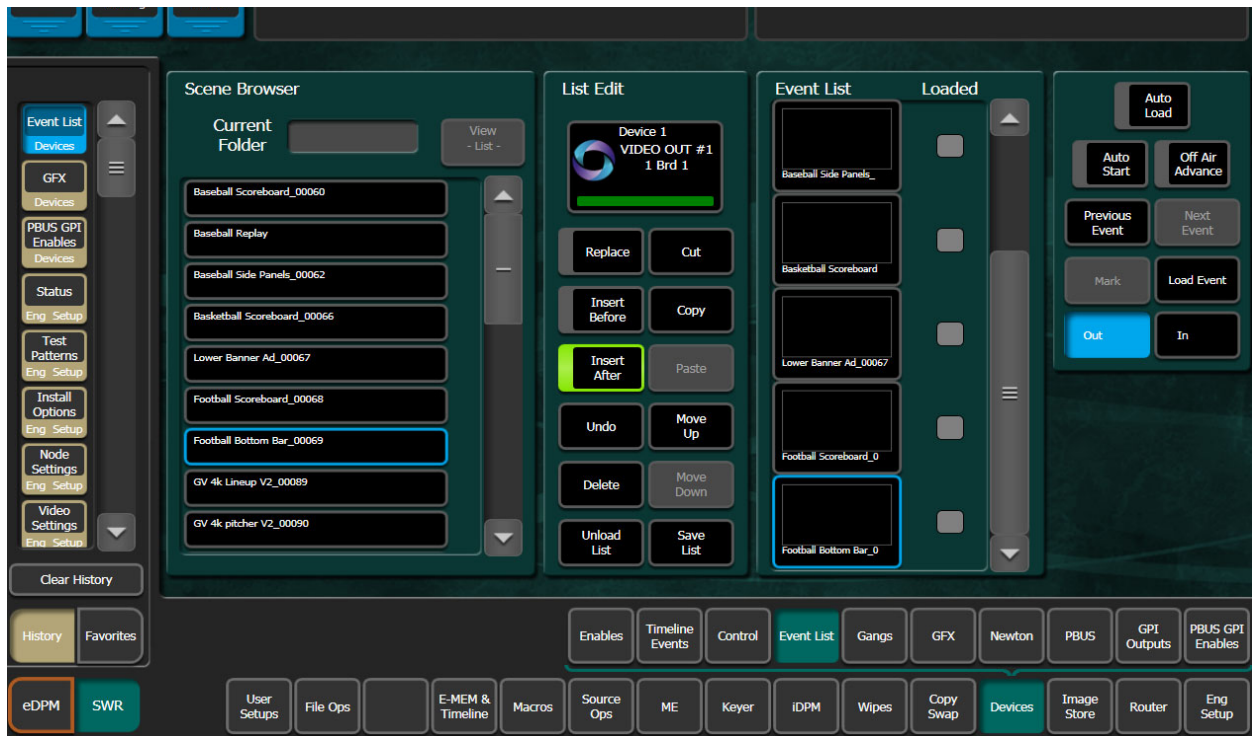 Event List
Devices
GFX
Devices
PBUS GPI
Enables
Devices
Status
Eng Setup
Test
Patterns
Eng Setup
Install
Options
Eng Setup
Node
Settings
Eng Setup
Video
Settings
Eng Setup
Clear History
History
Favorites
eDPM
SWR
Scene Browser
Current
Folder
View
- List -
Baseball Scoreboard_00060
Baseball Replay
Baseball Side Panels_00062
Basketball Scoreboard_00066
Lower Banner Ad_00067
Football Scoreboard_00068
Football Bottom Bar_00069
GV 4k Lineup V2_00089
GV 4k pitcher V2_00090
List Edit
Device 1
VIDEO OUT #1
1 Brd 1
Replace
Cut
Insert
Before
Copy
Insert
After
Paste
Undo
Move
Up
Delete
Move
Down
Unload
List
Save
List
Event List
Loaded
Baseball Side Panels_
Basketball Scoreboard
Lower Banner Ad_00067
Football Scoreboard_0
Football Bottom Bar_0
Auto
Load
Auto
Start
Off Air
Advance
Previous
Event
Next
Event
Mark
Load Event
Out
In
Enables
Timeline
Events
Control
Event List
Gangs
GFX
Newton
PBUS
GPI
Outputs
PBUS GPI
Enables
User
Setups
File Ops
E-MEM &
Timeline
Macros
Source
Ops
ME
Keyer
iDPM
Wipes
Copy
Swap
Devices
Image
Store
Router
Eng
Setup